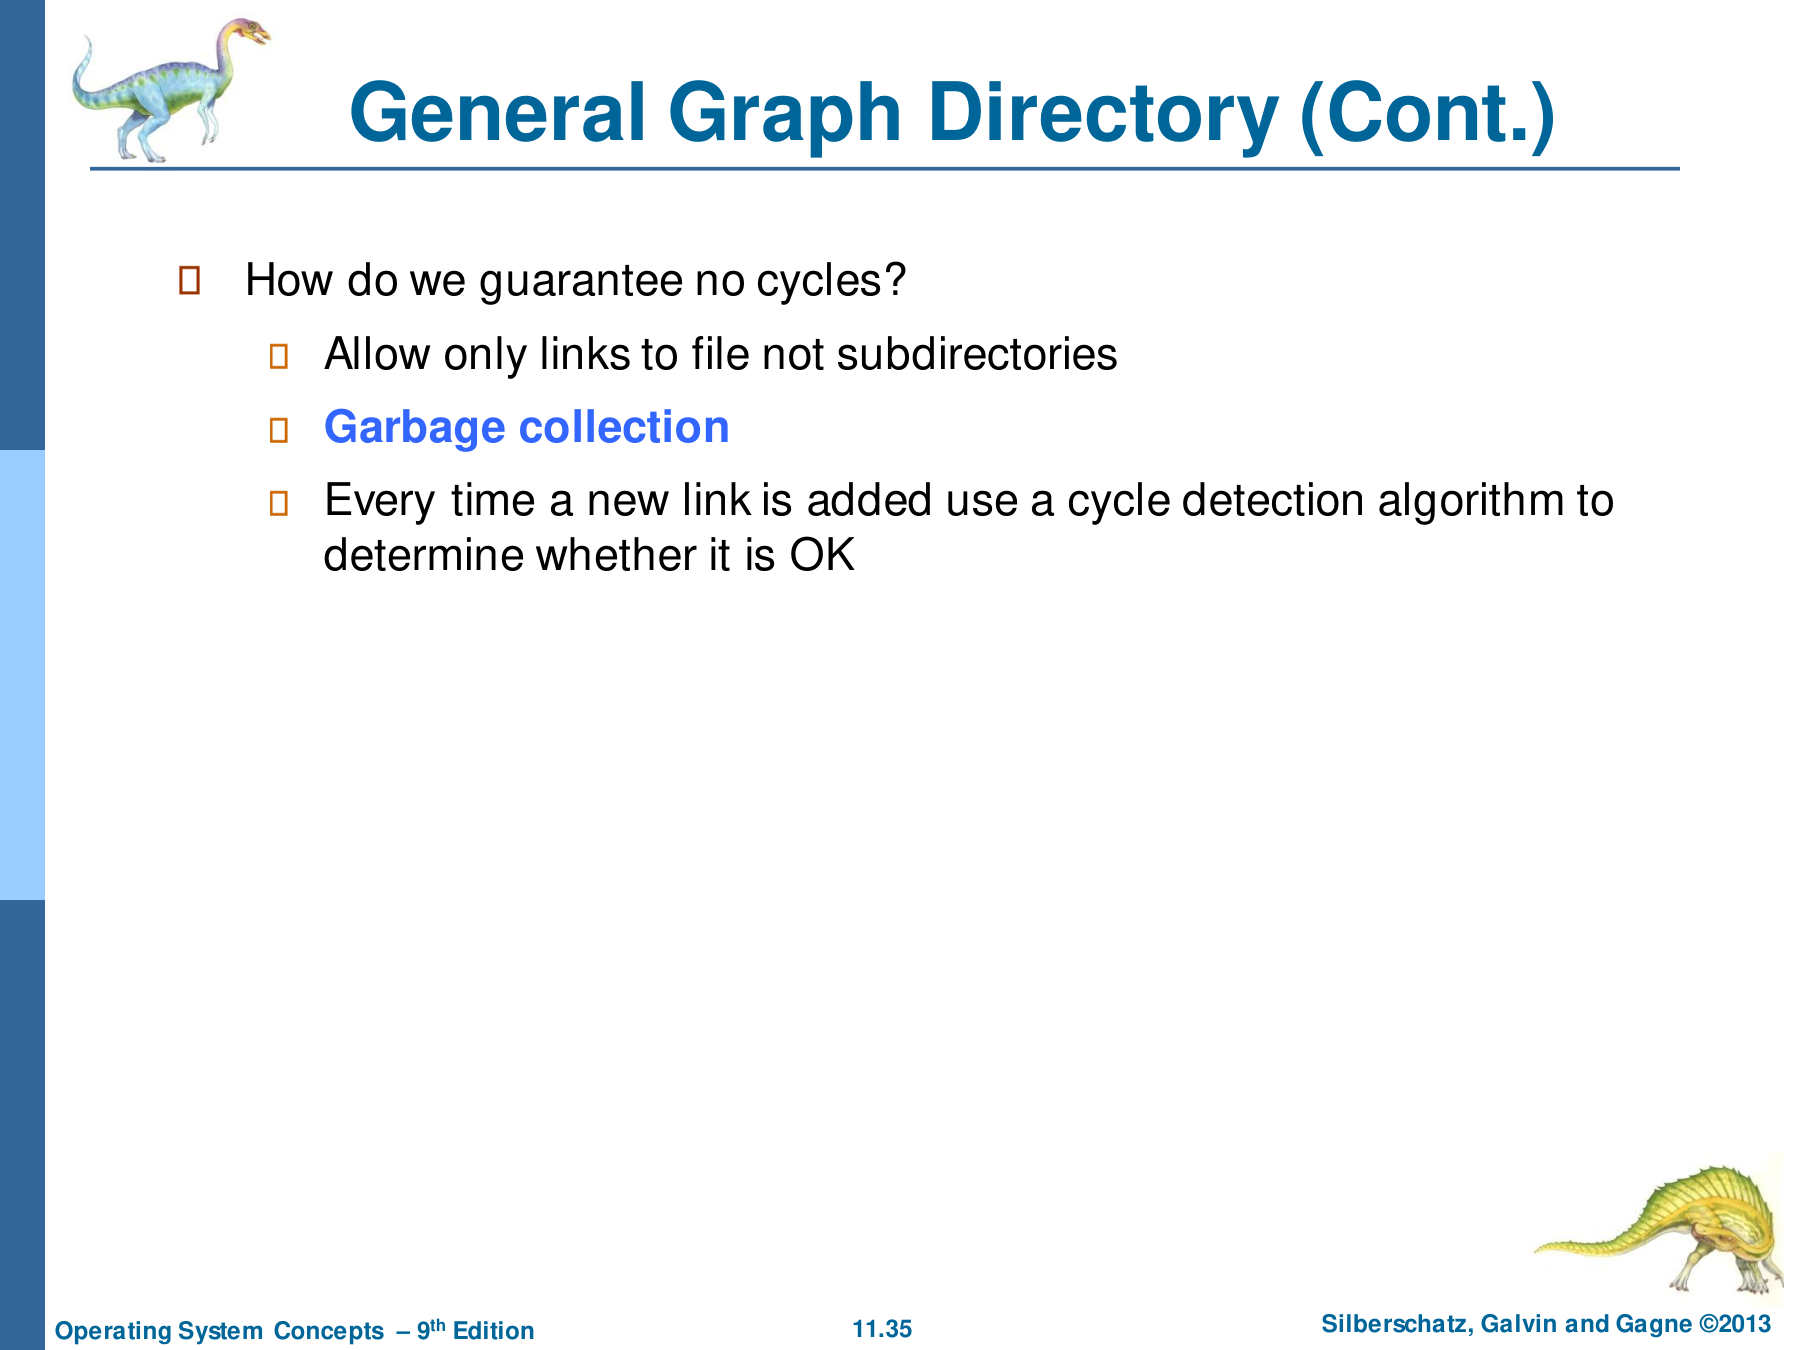 General Graph Directory (Cont.)
How do we guarantee no cycles?
Allow only links to file not subdirectories
Garbage collection
Every time a new link is added use a cycle detection algorithm to
determine whether it is OK
Operating System Concepts – 9th Edition
11.35
Silberschatz, Galvin and Gagne ©2013